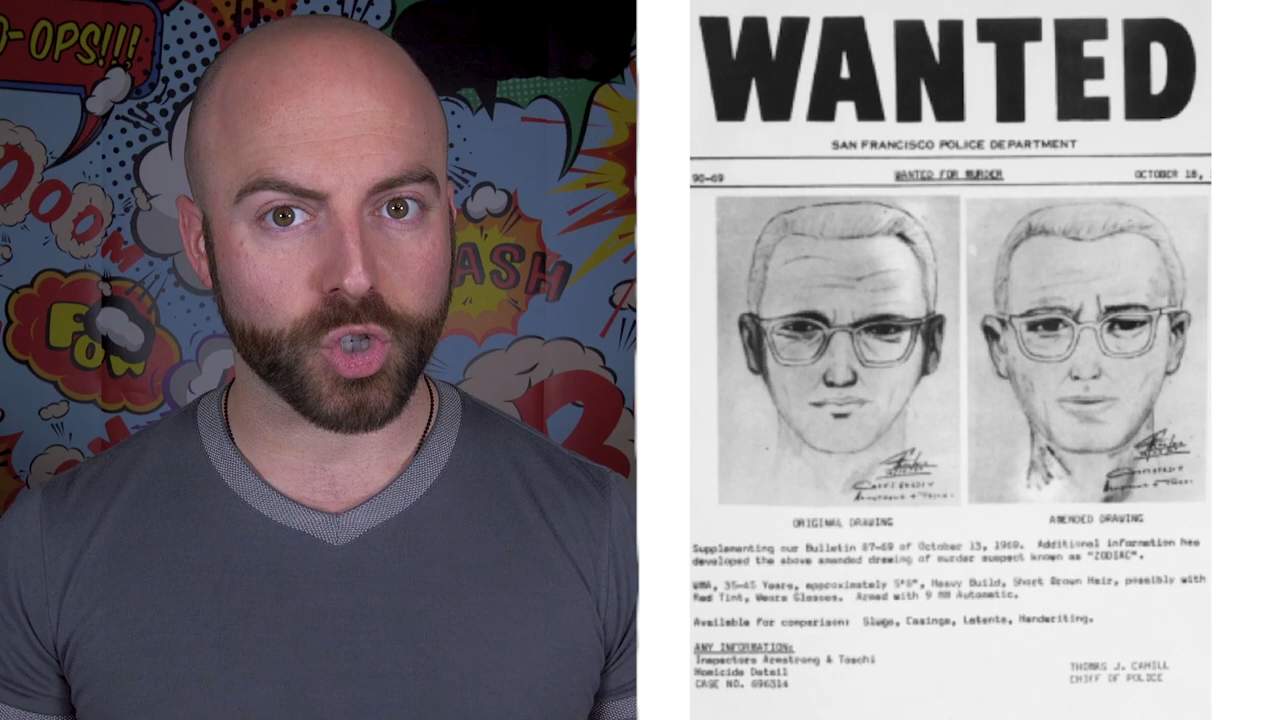 O-OPS!!!
OOOM
ASH
FOW
WANTED
SAN FRANCISCO POLICE DEPARTMENT
90-69 WANTED FOR MURDER OCTOBER 18,
ORIGINAL DRAWING AMENDED DRAWING
Supplementing our Bulletin 87-69 of October 13, 1969. Additional information has
developed the above amended drawing of murder suspect known as "ZODIAC".
WMA, 35-45 Years, approximately 5'8", Heavy Build, Short Brown Hair, possibly with
Red Tint, Wears Glasses. Armed with 9 MM Automatic.
Available for comparison: Slugs, Casings, Latents, Handwriting.
ANY INFORMATION:
Inspectors Armstrong & Toschi
Homicide Detail
CASE NO. 696314
THOMAS J. CAHILL
CHIEF OF POLICE